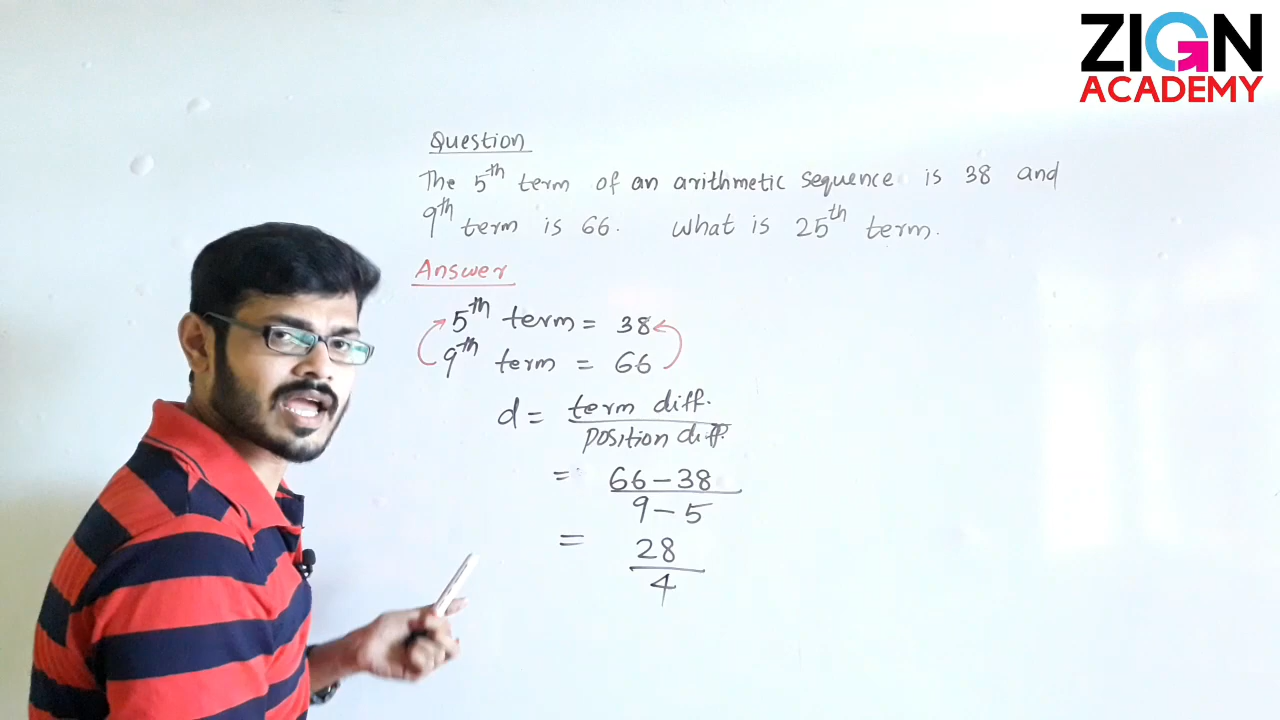 ZIGN
ACADEMY
Question
The 5th term of an arithmetic sequence is 38 and
9th term is 66. What is 25th term.
Answer
5th term = 38
9th term = 66
d = term diff.
position diff.
= 66 - 38
9 - 5
= 28
4